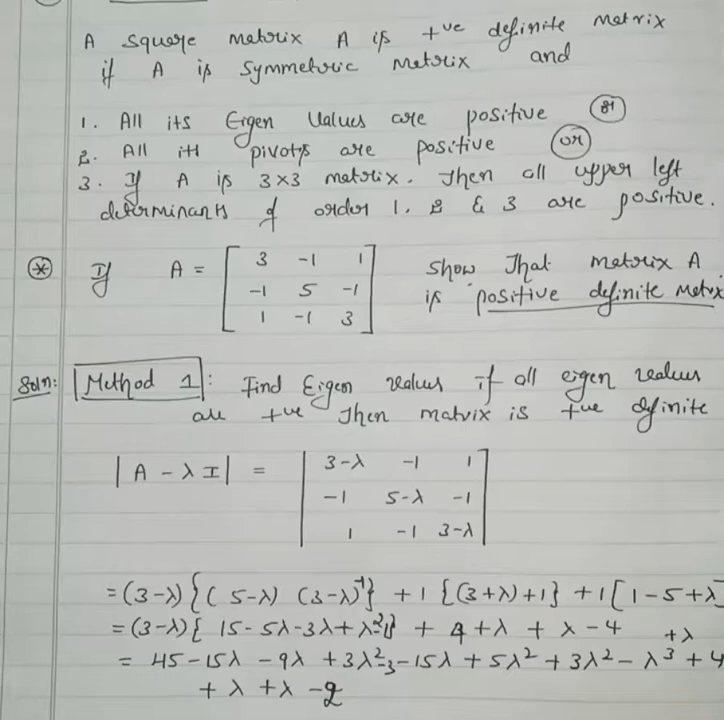 A square matrix A is +ve definite matrix
if A is symmetric matrix and
1. All its Eigen Values are positive (or)
2. All its pivots are positive (or)
3. If A is 3×3 matrix. Then all upper left
determinants of order 1, 2 & 3 are positive.
* If A = [ 3 -1 1 Show That matrix A
-1 5 -1 is positive definite Matrx
1 -1 3 ]
Soln: Method 1 : Find Eigen values if all eigen values
are +ve Then matrix is +ve definite
|A - λI| = | 3-λ -1 1
-1 5-λ -1
1 -1 3-λ |
= (3-λ){(5-λ) (3-λ)-1} + 1 {(3+λ)+1} + 1[1-5+λ
= (3-λ){ 15-5λ-3λ+λ²-1} + 4 +λ + λ-4 +λ
= 45-15λ -9λ +3λ²-3-15λ +5λ² +3λ² - λ³ +4
+ λ +λ -2